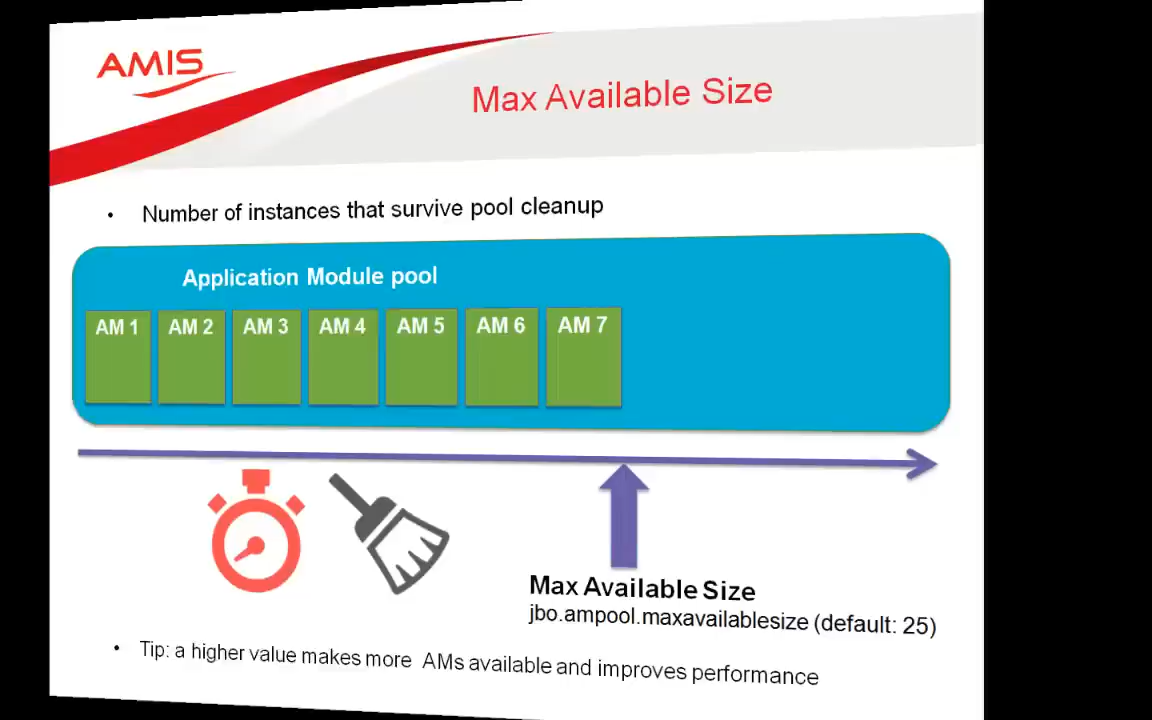 AMIS
Max Available Size
• Number of instances that survive pool cleanup
Application Module pool
AM 1 AM 2 AM 3 AM 4 AM 5 AM 6 AM 7
Max Available Size
jbo.ampool.maxavailablesize (default: 25)
• Tip: a higher value makes more AMs available and improves performance